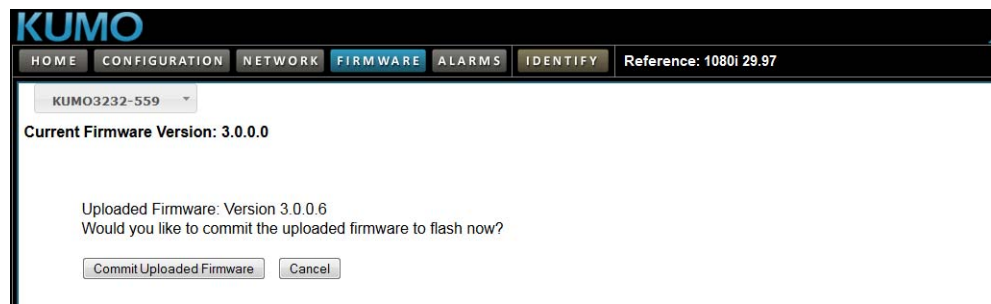 KUMO
HOME CONFIGURATION NETWORK FIRMWARE ALARMS IDENTIFY Reference: 1080i 29.97
KUMO3232-559
Current Firmware Version: 3.0.0.0
Uploaded Firmware: Version 3.0.0.6
Would you like to commit the uploaded firmware to flash now?
Commit Uploaded Firmware Cancel